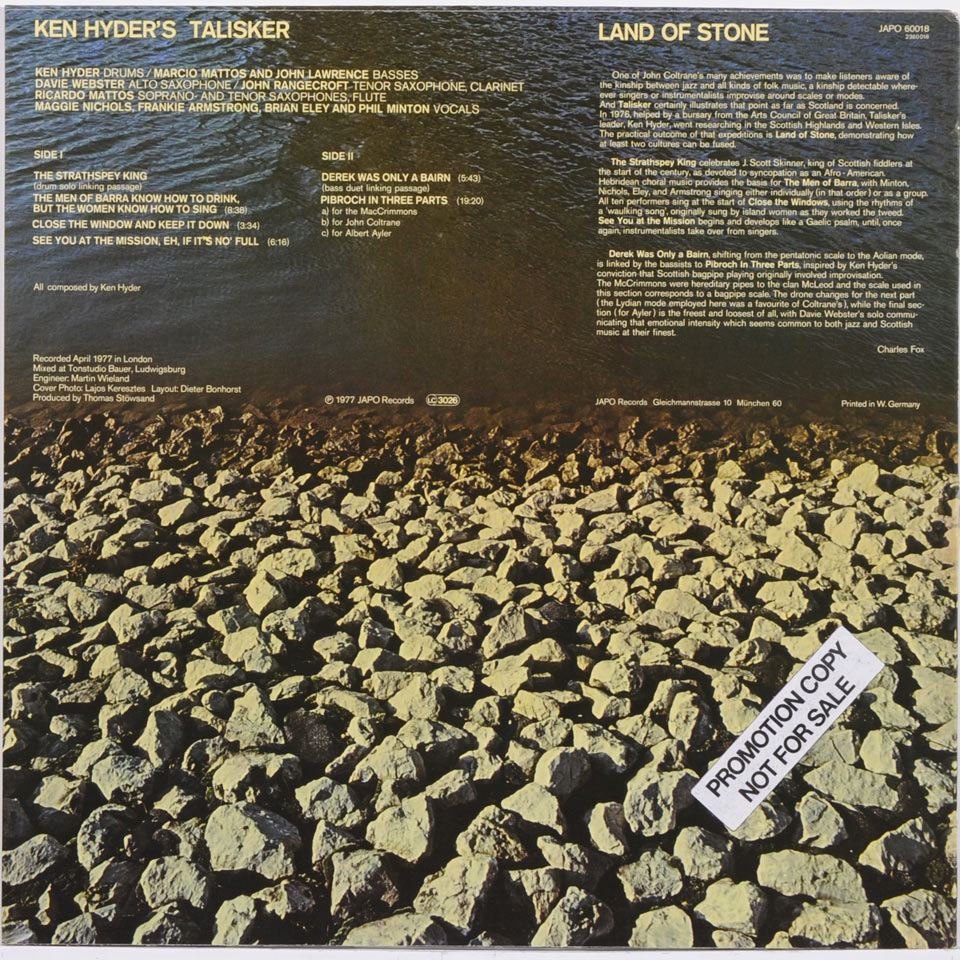 KEN HYDER'S TALISKER
KEN HYDER DRUMS / MARCIO MATTOS AND JOHN LAWRENCE BASSES
DAVIE WEBSTER ALTO SAXOPHONE / JOHN RANGECROFT TENOR SAXOPHONE, CLARINET
RICARDO MATTOS SOPRANO- AND TENOR SAXOPHONES, FLUTE
MAGGIE NICHOLS, FRANKIE ARMSTRONG, BRIAN ELEY AND PHIL MINTON VOCALS
SIDE I
THE STRATHSPEY KING
(drum solo linking passage)
THE MEN OF BARRA KNOW HOW TO DRINK,
BUT THE WOMEN KNOW HOW TO SING (8:38)
CLOSE THE WINDOW AND KEEP IT DOWN (3:34)
SEE YOU AT THE MISSION, EH, IF IT'S NO' FULL (6:16)
All composed by Ken Hyder
SIDE II
DEREK WAS ONLY A BAIRN (5:43)
(bass duet linking passage)
PIBROCH IN THREE PARTS (19:20)
a) for the MacCrimmons
b) for John Coltrane
c) for Albert Ayler
Recorded April 1977 in London
Mixed at Tonstudio Bauer, Ludwigsburg
Engineer: Martin Wieland
Cover Photo: Lajos Keresztes Layout: Dieter Bonhorst
Produced by Thomas Stöwsand
℗ 1977 JAPO Records LC 3026
LAND OF STONE
JAPO 60018
2360018
One of John Coltrane's many achievements was to make listeners aware of
the kinship between jazz and all kinds of folk music, a kinship detectable where-
ever singers or instrumentalists improvise around scales or modes.
And Talisker certainly illustrates that point as far as Scotland is concerned.
In 1976, helped by a bursary from the Arts Council of Great Britain, Talisker's
leader, Ken Hyder, went researching in the Scottish Highlands and Western Isles.
The practical outcome of that expeditions is Land of Stone, demonstrating how
at least two cultures can be fused.
The Strathspey King celebrates J. Scott Skinner, king of Scottish fiddlers at
the start of the century, as devoted to syncopation as an Afro-American.
Hebridean choral music provides the basis for The Men of Barra, with Minton,
Nichols, Eley, and Armstrong singing either individually (in that order) or as a group.
All ten performers sing at the start of Close the Windows, using the rhythms of
a 'waulking song', originally sung by island women as they worked the tweed.
See You at the Mission begins and develops like a Gaelic psalm, until, once
again, instrumentalists take over from singers.
Derek Was Only a Bairn, shifting from the pentatonic scale to the Aolian mode,
is linked by the bassists to Pibroch In Three Parts, inspired by Ken Hyder's
conviction that Scottish bagpipe playing originally involved improvisation.
The McCrimmons were hereditary pipes to the clan McLeod and the scale used in
this section corresponds to a bagpipe scale. The drone changes for the next part
(the Lydian mode employed here was a favourite of Coltrane's), while the final sec-
tion (for Ayler) is the freest and loosest of all, with Davie Webster's solo commu-
nicating that emotional intensity which seems common to both jazz and Scottish
music at their finest.
Charles Fox
JAPO Records Gleichmannstrasse 10 München 60
Printed in W. Germany
PROMOTION COPY
NOT FOR SALE